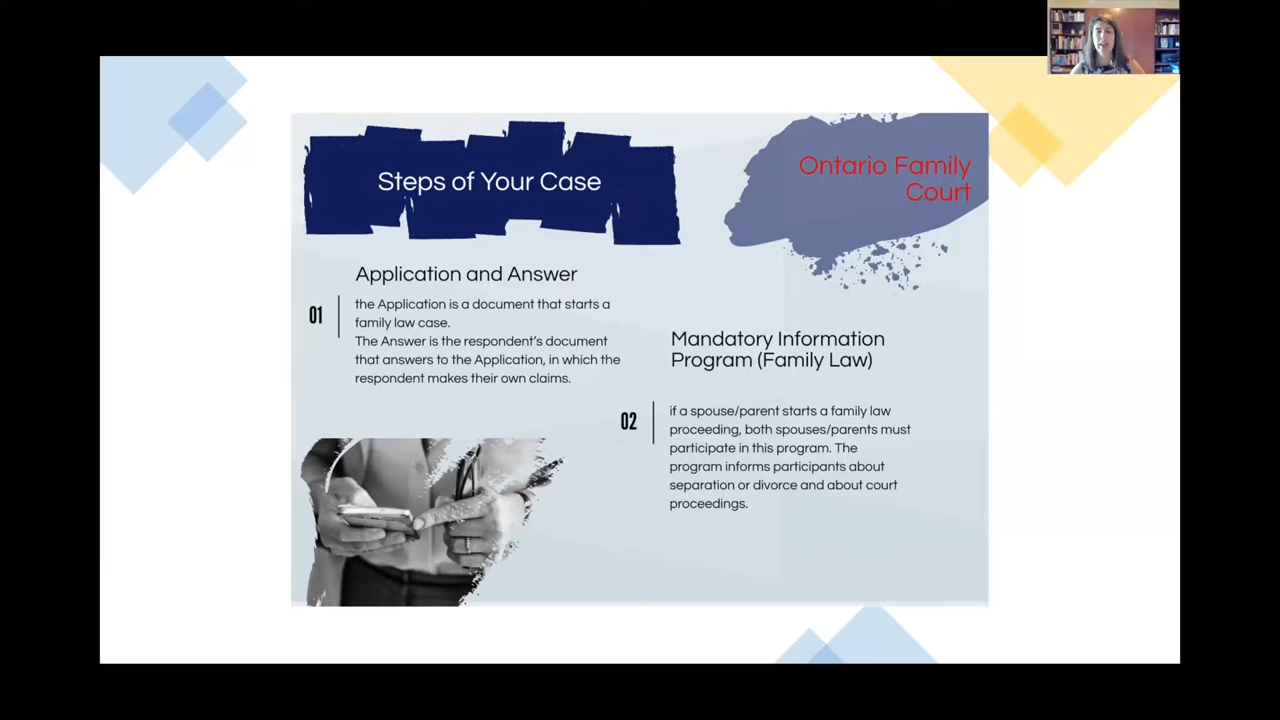 Steps of Your Case
Ontario Family
Court
Application and Answer
01
the Application is a document that starts a
family law case.
The Answer is the respondent's document
that answers to the Application, in which the
respondent makes their own claims.
Mandatory Information
Program (Family Law)
02
if a spouse/parent starts a family law
proceeding, both spouses/parents must
participate in this program. The
program informs participants about
separation or divorce and about court
proceedings.